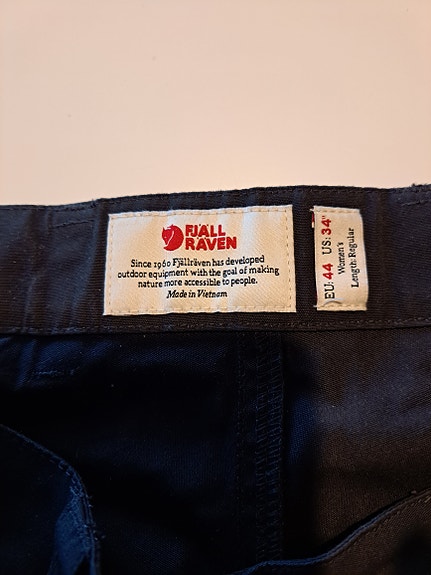 FJÄLL
RÄVEN
Since 1960 Fjällräven has developed
outdoor equipment with the goal of making
nature more accessible to people.
Made in Vietnam
EU: 44 US: 34"
Women's
Length: Regular